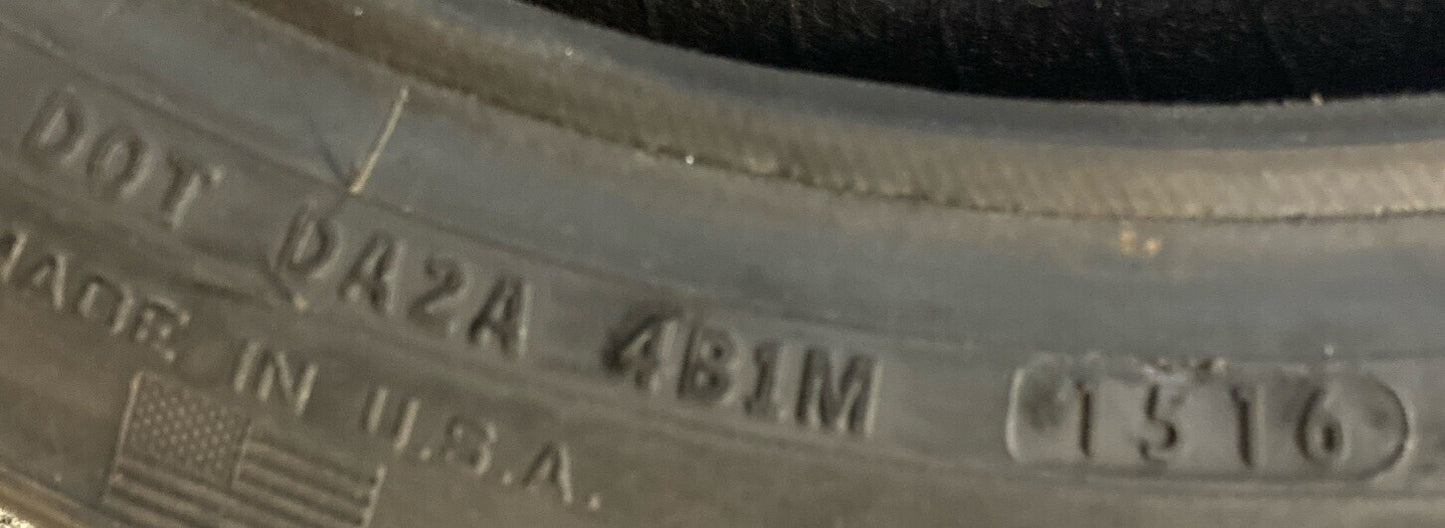 DOT DA2A 4B1M 1516
MADE IN U.S.A.